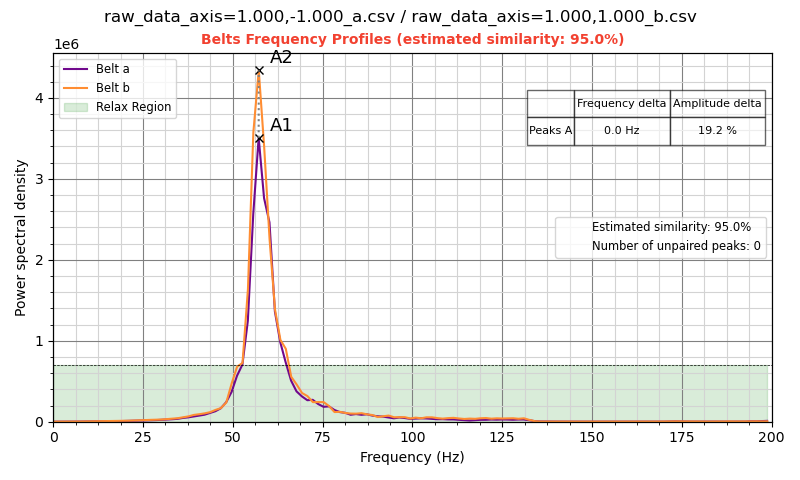 raw_data_axis=1.000,-1.000_a.csv / raw_data_axis=1.000,1.000_b.csv
Belts Frequency Profiles (estimated similarity: 95.0%)
1e6
Belt a
Belt b
Relax Region
A2
A1
Frequency delta Amplitude delta
Peaks A 0.0 Hz 19.2 %
Estimated similarity: 95.0%
Number of unpaired peaks: 0
Power spectral density
4
3
2
1
0
0 25 50 75 100 125 150 175 200
Frequency (Hz)